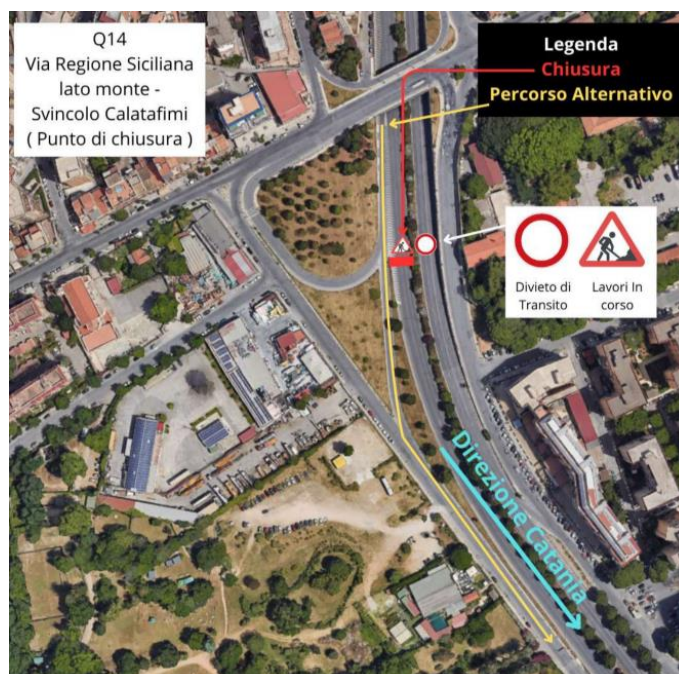 Q14
Via Regione Siciliana
lato monte -
Svincolo Calatafimi
( Punto di chiusura )
Legenda
Chiusura
Percorso Alternativo
Divieto di
Transito
Lavori In
corso
Direzione Catania